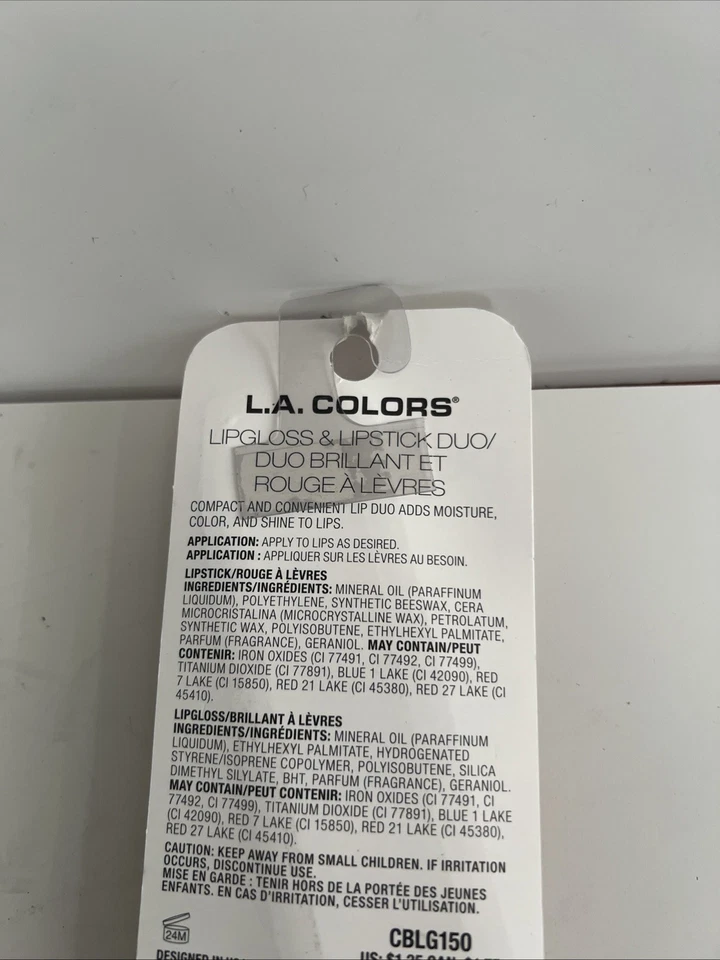 L.A. COLORS®
LIPGLOSS & LIPSTICK DUO/
DUO BRILLANT ET
ROUGE À LÈVRES
COMPACT AND CONVENIENT LIP DUO ADDS MOISTURE,
COLOR, AND SHINE TO LIPS.
APPLICATION: APPLY TO LIPS AS DESIRED.
APPLICATION : APPLIQUER SUR LES LÈVRES AU BESOIN.
LIPSTICK/ROUGE À LÈVRES
INGREDIENTS/INGRÉDIENTS: MINERAL OIL (PARAFFINUM
LIQUIDUM), POLYETHYLENE, SYNTHETIC BEESWAX, CERA
MICROCRISTALINA (MICROCRYSTALLINE WAX), PETROLATUM,
SYNTHETIC WAX, POLYISOBUTENE, ETHYLHEXYL PALMITATE,
PARFUM (FRAGRANCE), GERANIOL. MAY CONTAIN/PEUT
CONTENIR: IRON OXIDES (CI 77491, CI 77492, CI 77499),
TITANIUM DIOXIDE (CI 77891), BLUE 1 LAKE (CI 42090), RED
7 LAKE (CI 15850), RED 21 LAKE (CI 45380), RED 27 LAKE (CI
45410).
LIPGLOSS/BRILLANT À LÈVRES
INGREDIENTS/INGRÉDIENTS: MINERAL OIL (PARAFFINUM
LIQUIDUM), ETHYLHEXYL PALMITATE, HYDROGENATED
STYRENE/ISOPRENE COPOLYMER, POLYISOBUTENE, SILICA
DIMETHYL SILYLATE, BHT, PARFUM (FRAGRANCE), GERANIOL.
MAY CONTAIN/PEUT CONTENIR: IRON OXIDES (CI 77491, CI
77492, CI 77499), TITANIUM DIOXIDE (CI 77891), BLUE 1 LAKE
(CI 42090), RED 7 LAKE (CI 15850), RED 21 LAKE (CI 45380),
RED 27 LAKE (CI 45410).
CAUTION: KEEP AWAY FROM SMALL CHILDREN. IF IRRITATION
OCCURS, DISCONTINUE USE.
MISE EN GARDE : TENIR HORS DE LA PORTÉE DES JEUNES
ENFANTS. EN CAS D'IRRITATION, CESSER L'UTILISATION.
24M
CBLG150
DESIGNED IN
US: $1.25 CAN: